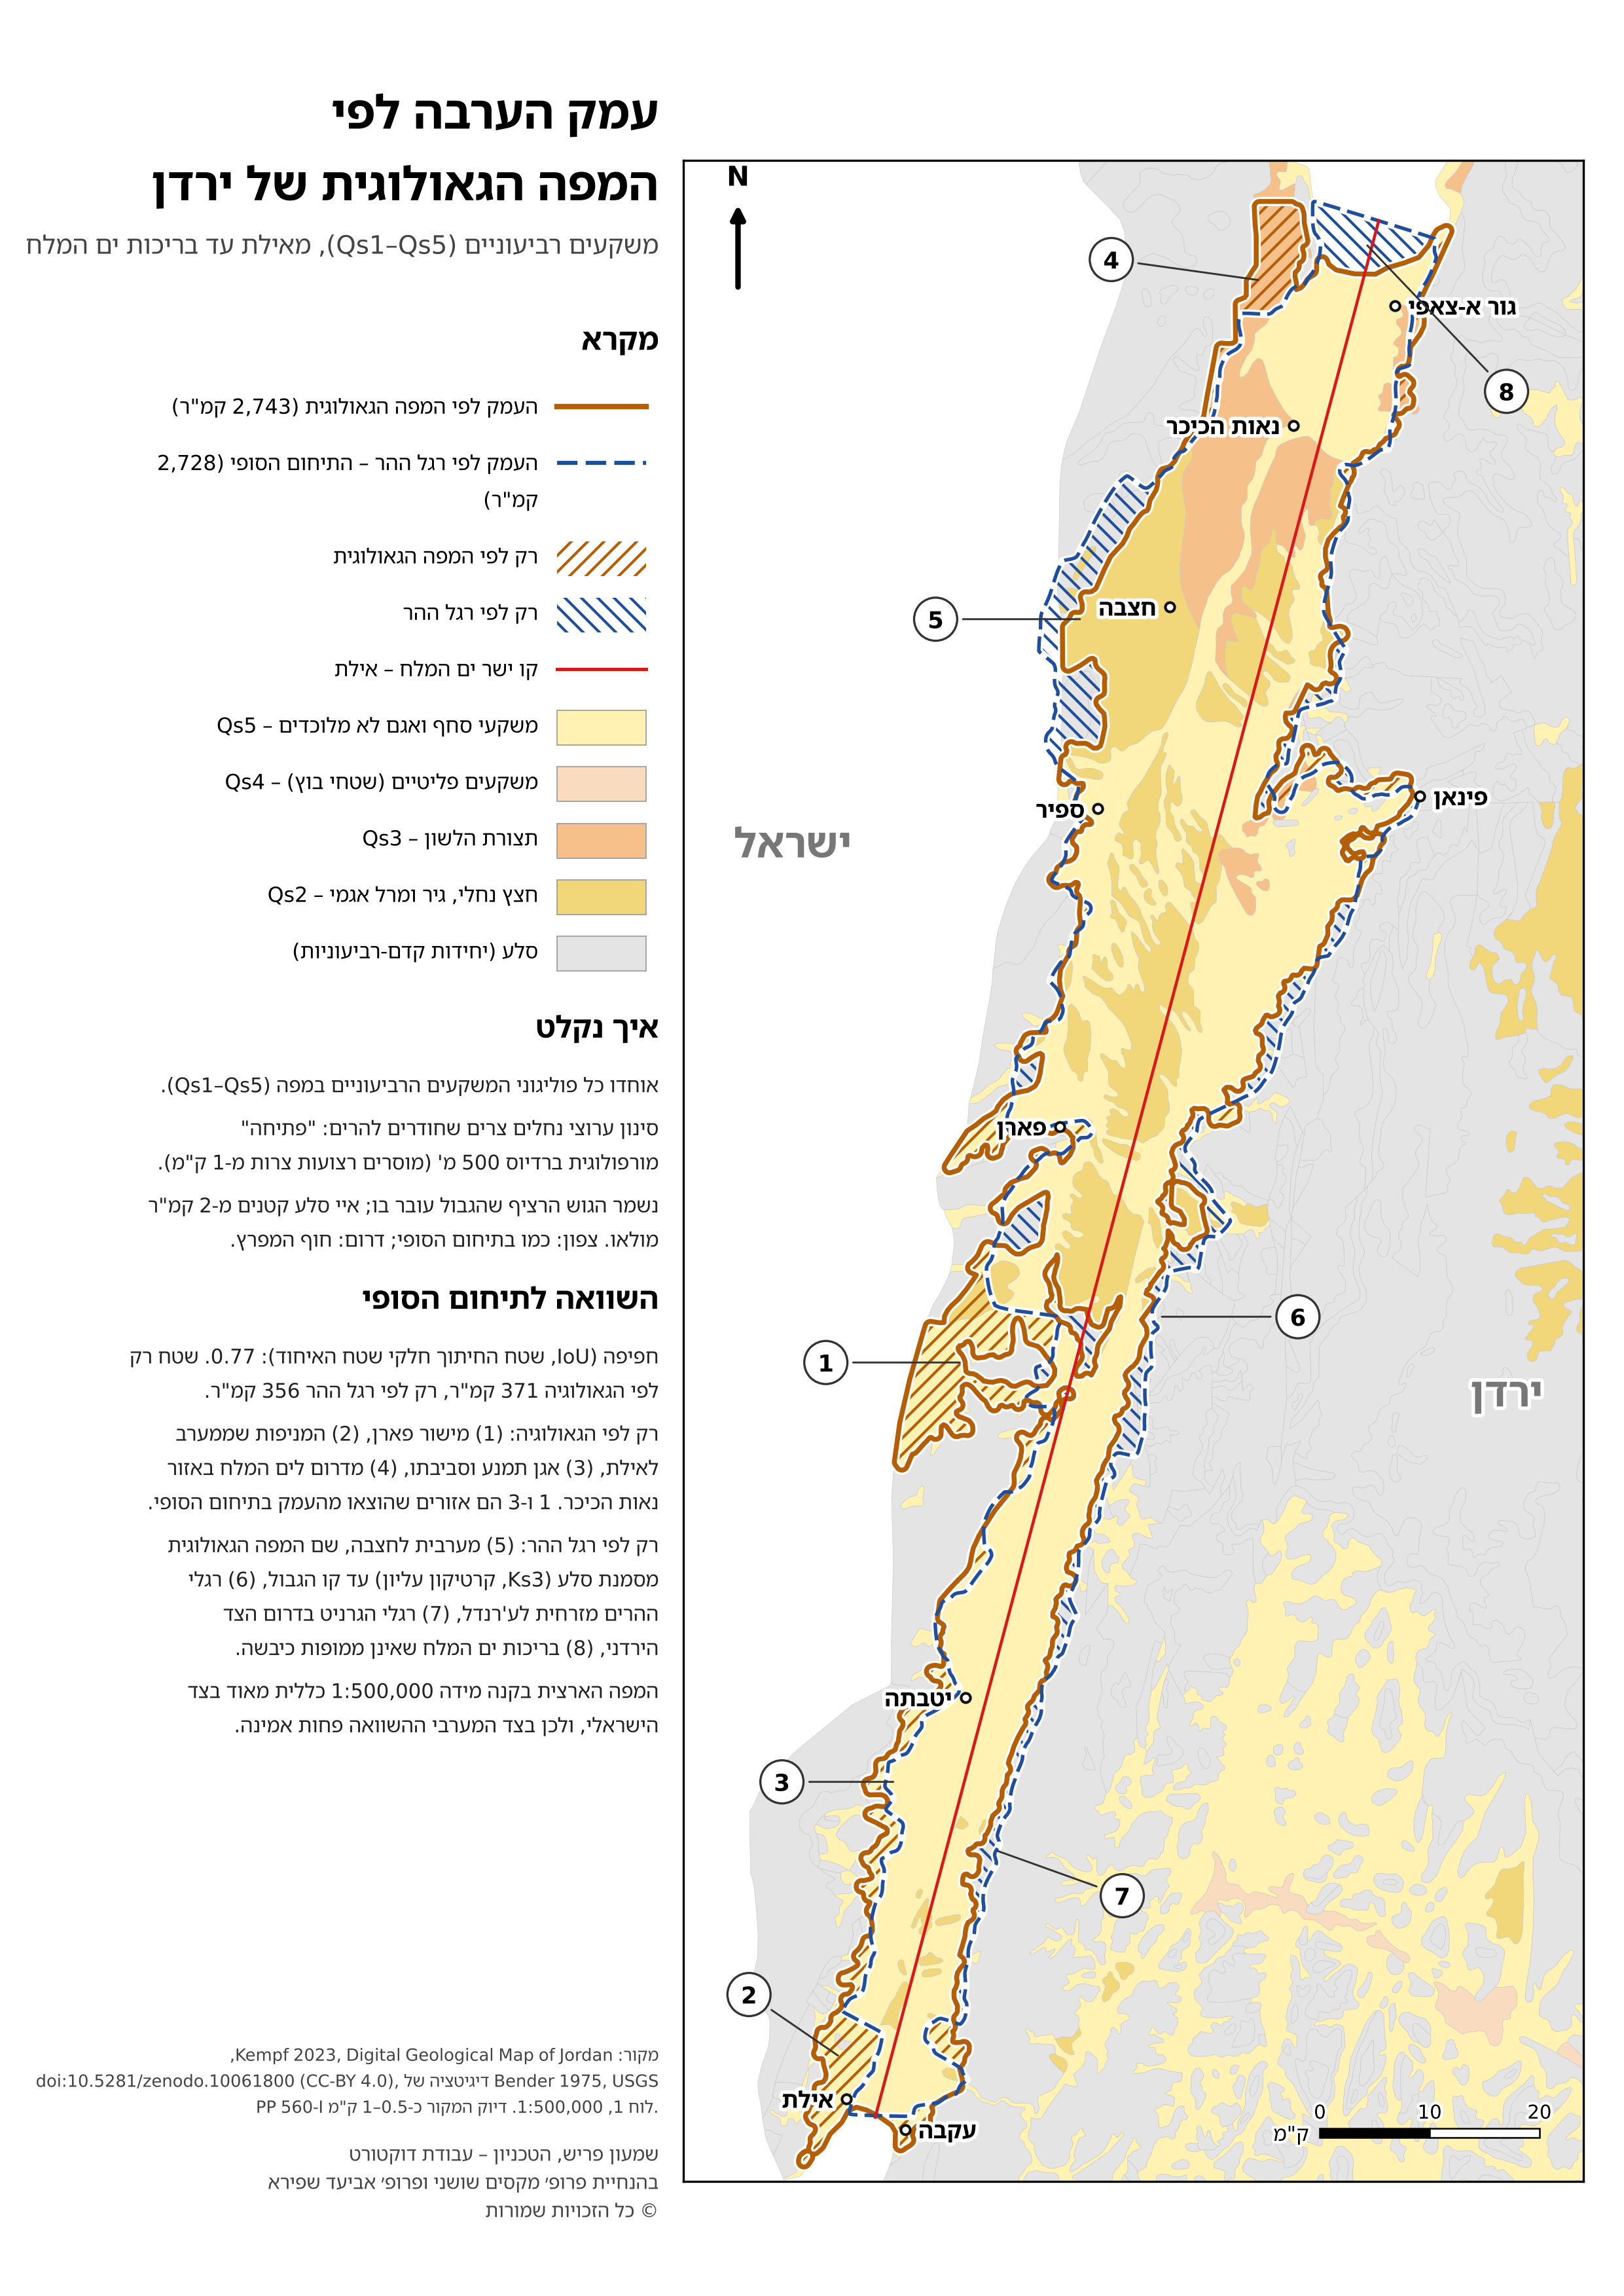 עמק הערבה לפי
המפה הגאולוגית של ירדן
משקעים רביעוניים (Qs1–Qs5), מאילת עד בריכות ים המלח
מקרא
העמק לפי המפה הגאולוגית (2,743 קמ"ר)
העמק לפי רגל ההר – התיחום הסופי (2,728
קמ"ר)
רק לפי המפה הגאולוגית
רק לפי רגל ההר
קו ישר ים המלח – אילת
משקעי סחף ואגם לא מלוכדים – Qs5
משקעים פליטיים (שטחי בוץ) – Qs4
תצורת הלשון – Qs3
חצץ נחלי, גיר ומרל אגמי – Qs2
סלע (יחידות קדם-רביעוניות)
איך נקלט
אוחדו כל פוליגוני המשקעים הרביעוניים במפה (Qs1–Qs5).
סינון ערוצי נחלים צרים שחודרים להרים: "פתיחה"
מורפולוגית ברדיוס 500 מ' (מוסרים רצועות צרות מ-1 ק"מ).
נשמר הגוש הרציף שהגבול עובר בו; איי סלע קטנים מ-2 קמ"ר
מולאו. צפון: כמו בתיחום הסופי; דרום: חוף המפרץ.
השוואה לתיחום הסופי
חפיפה (IoU, שטח החיתוך חלקי שטח האיחוד): 0.77. שטח רק
לפי הגאולוגיה 371 קמ"ר, רק לפי רגל ההר 356 קמ"ר.
רק לפי הגאולוגיה: (1) מישור פארן, (2) המניפות שממערב
לאילת, (3) אגן תמנע וסביבתו, (4) מדרום לים המלח באזור
נאות הכיכר. 1 ו-3 הם אזורים שהוצאו מהעמק בתיחום הסופי.
רק לפי רגל ההר: (5) מערבית לחצבה, שם המפה הגאולוגית
מסמנת סלע (Ks3, קרטיקון עליון) עד קו הגבול, (6) רגלי
ההרים מזרחית לע'רנדל, (7) רגלי הגרניט בדרום הצד
הירדני, (8) בריכות ים המלח שאינן ממופות כיבשה.
המפה הארצית בקנה מידה 1:500,000 כללית מאוד בצד
הישראלי, ולכן בצד המערבי ההשוואה פחות אמינה.
מקור: Kempf 2023, Digital Geological Map of Jordan,
doi:10.5281/zenodo.10061800 (CC-BY 4.0), דיגיטציה של Bender 1975, USGS
PP 560-I לוח 1, 1:500,000. דיוק המקור כ-0.5–1 ק"מ.
שמעון פריש, הטכניון – עבודת דוקטורט
בהנחיית פרופ׳ מקסים שושני ופרופ׳ אביעד שפירא
© כל הזכויות שמורות
N
4
גור א-צאפי
8
נאות הכיכר
5
חצבה
פינאן
ספיר
ישראל
פארן
6
1
ירדן
יטבתה
3
7
2
אילת
עקבה
0 10 20
ק"מ